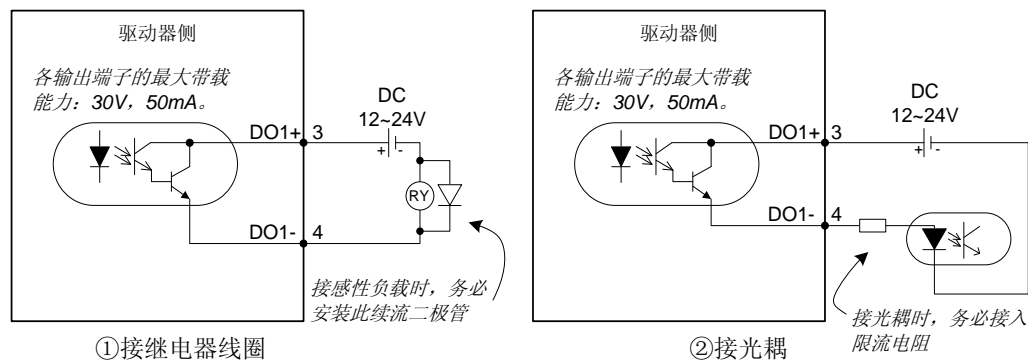 驱动器侧
各输出端子的最大带载
能力：30V，50mA。
DC
12~24V
DO1+ 3
+ -
RY
DO1- 4
接感性负载时，务必
安装此续流二极管
①接继电器线圈
驱动器侧
各输出端子的最大带载
能力：30V，50mA。
DC
12~24V
DO1+ 3
+ -
DO1- 4
接光耦时，务必接入
限流电阻
②接光耦